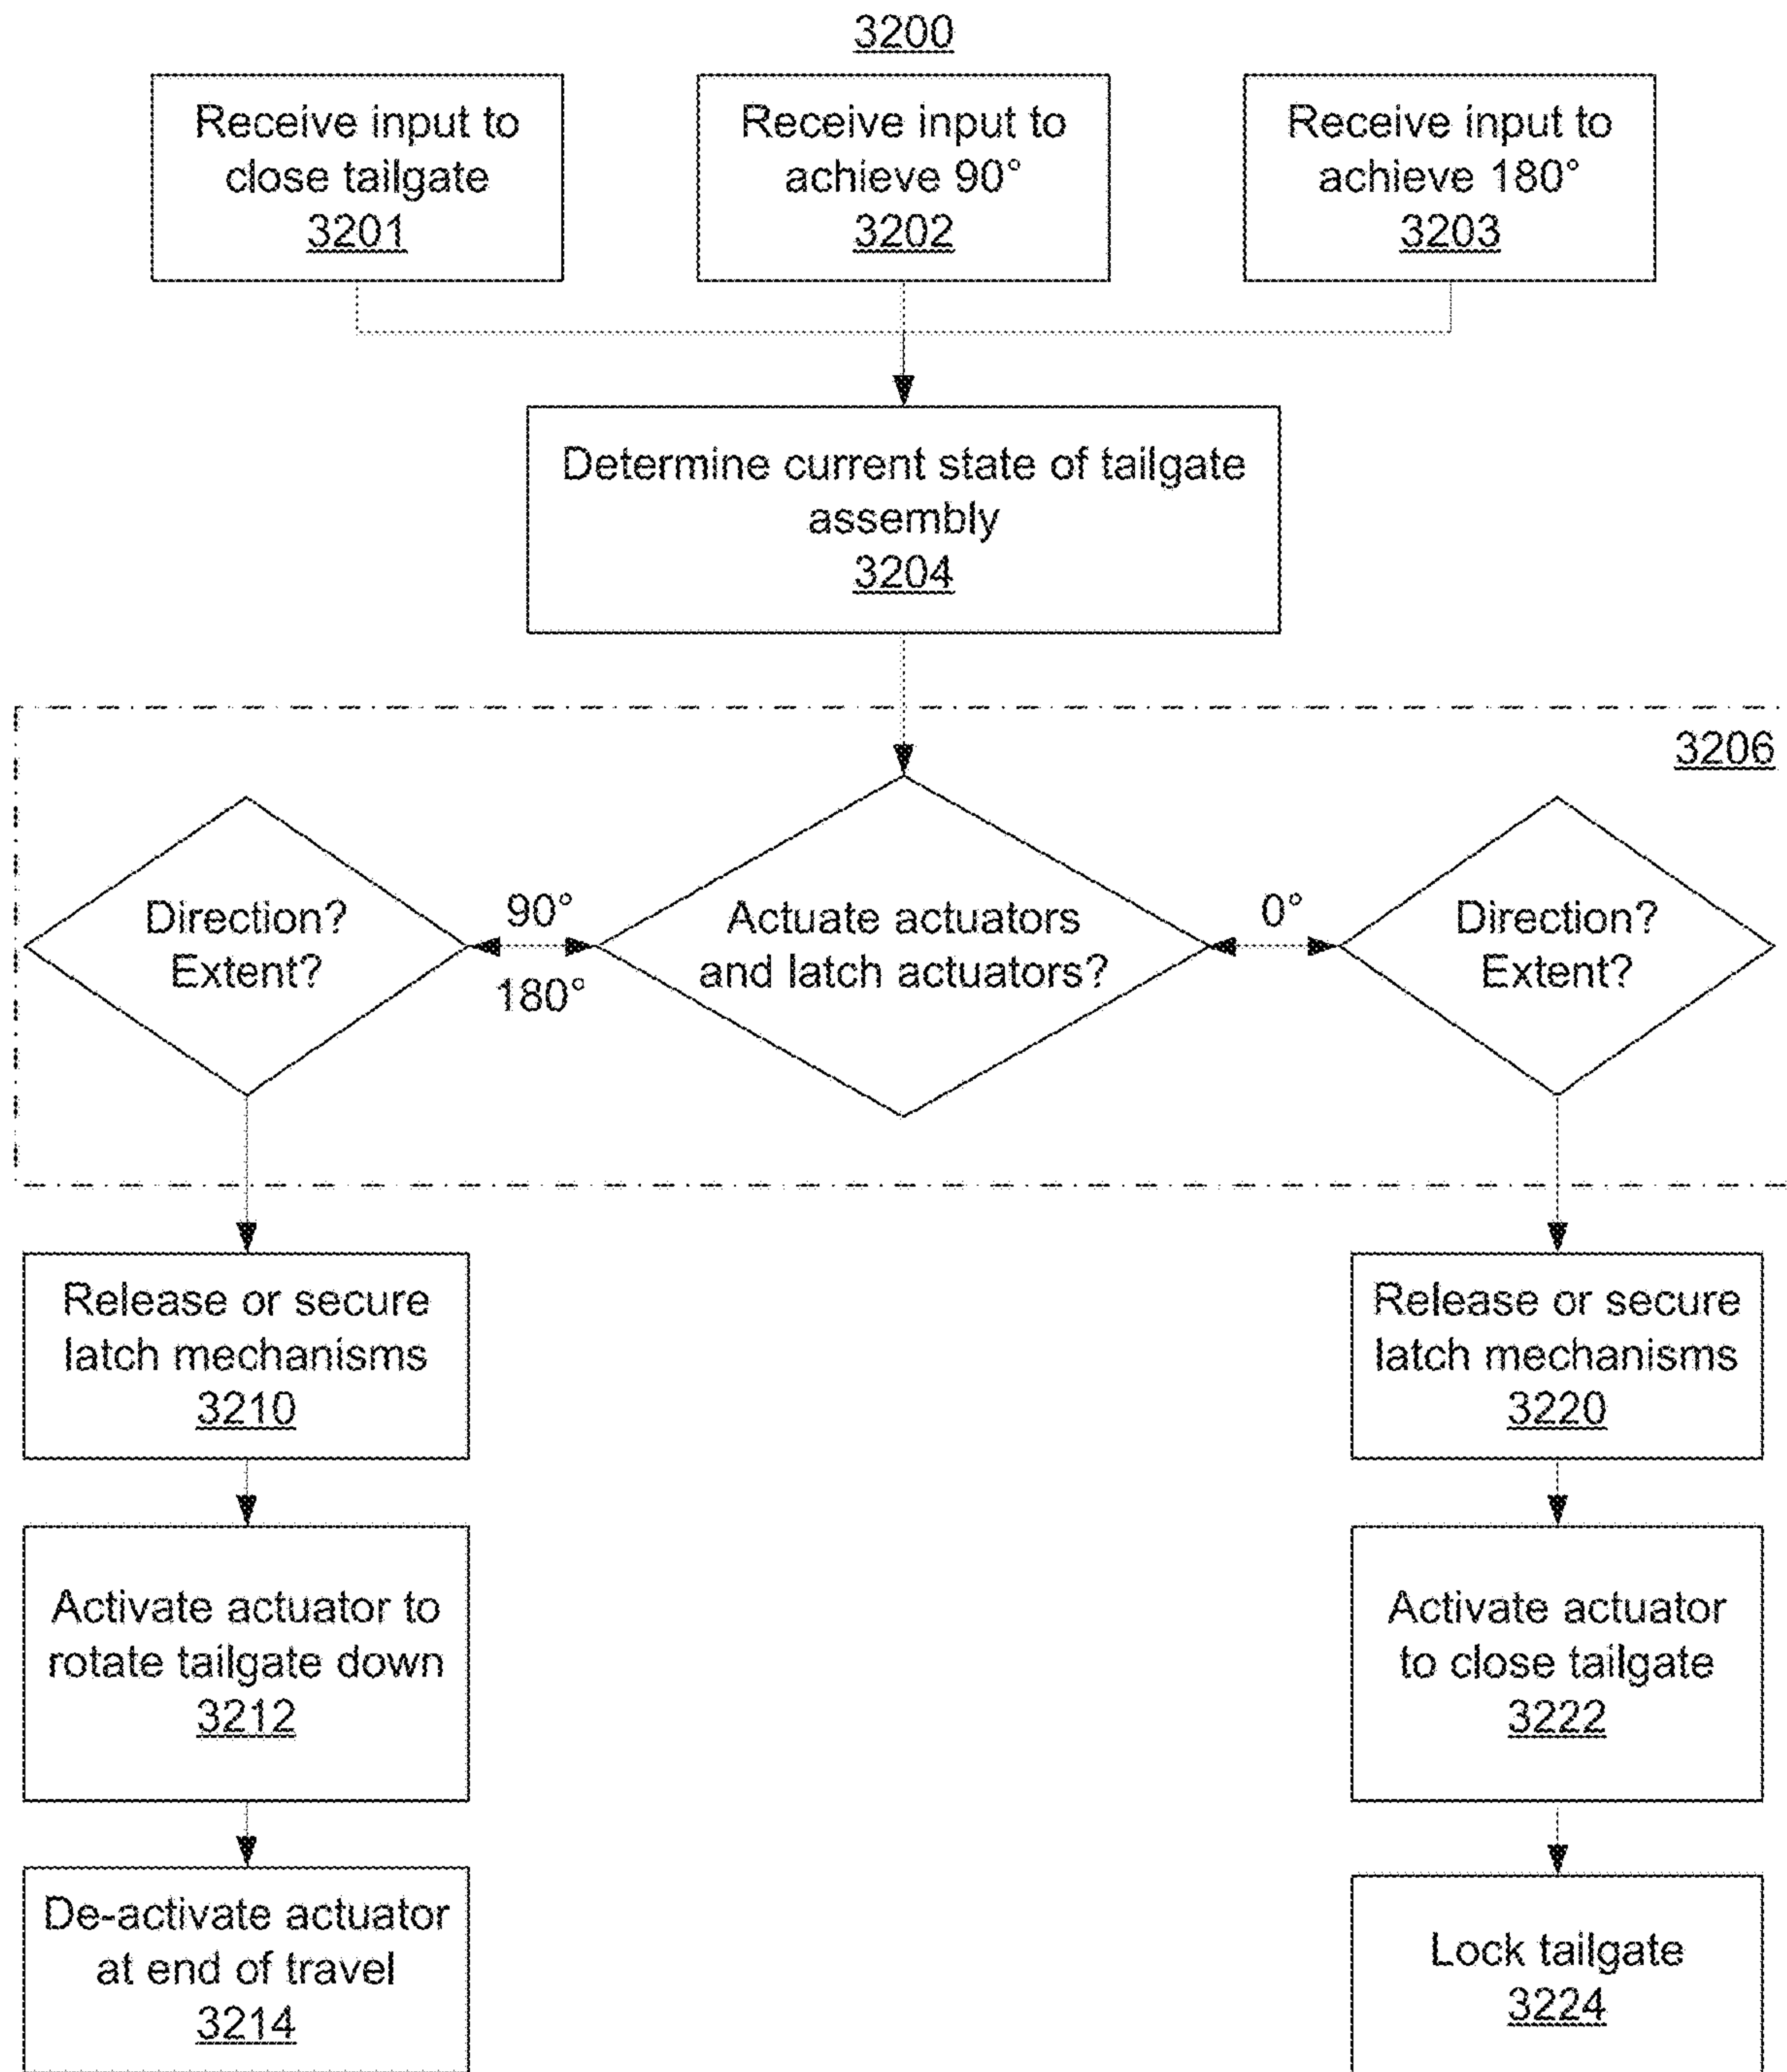 3200
Receive input to
close tailgate
3201
Receive input to
achieve 90°
3202
Receive input to
achieve 180°
3203
Determine current state of tailgate
assembly
3204
3206
Direction?
Extent?
90°
180°
Actuate actuators
and latch actuators?
0°
Direction?
Extent?
Release or secure
latch mechanisms
3210
Release or secure
latch mechanisms
3220
Activate actuator to
rotate tailgate down
3212
Activate actuator
to close tailgate
3222
De-activate actuator
at end of travel
3214
Lock tailgate
3224